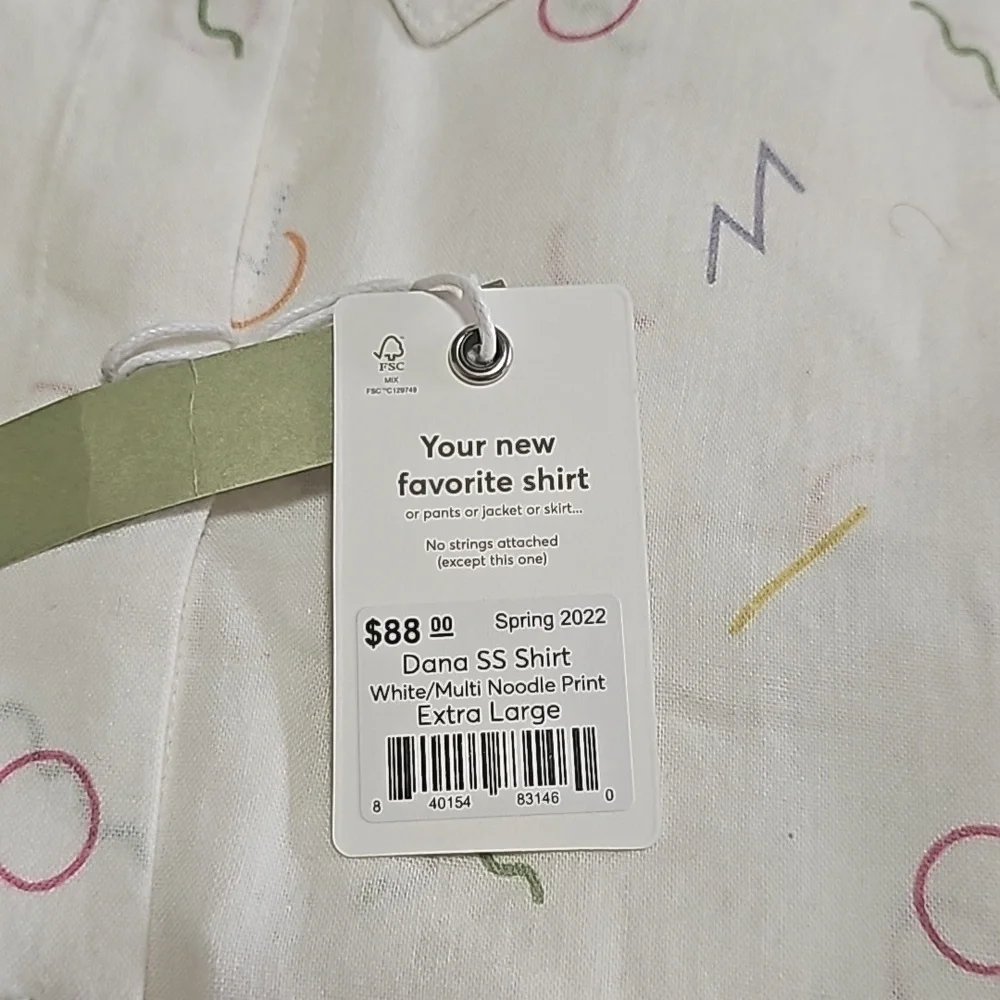 FSC
MIX
FSC™C120749
Your new
favorite shirt
or pants or jacket or skirt...
No strings attached
(except this one)
$88 00 Spring 2022
Dana SS Shirt
White/Multi Noodle Print
Extra Large
8 40154 83146 0